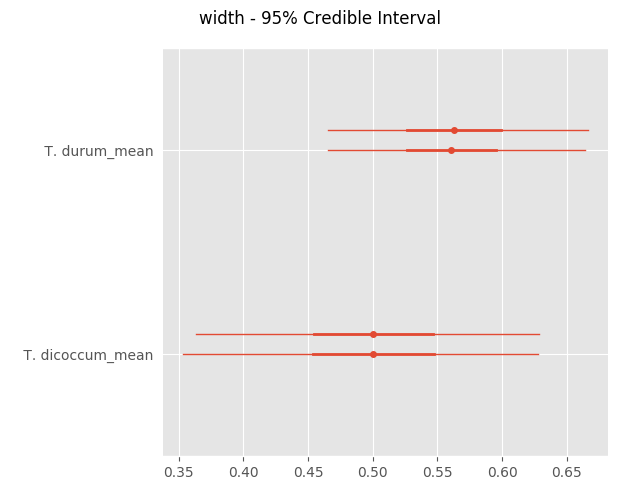 width - 95% Credible Interval
T. durum_mean
T. dicoccum_mean
0.35 0.40 0.45 0.50 0.55 0.60 0.65